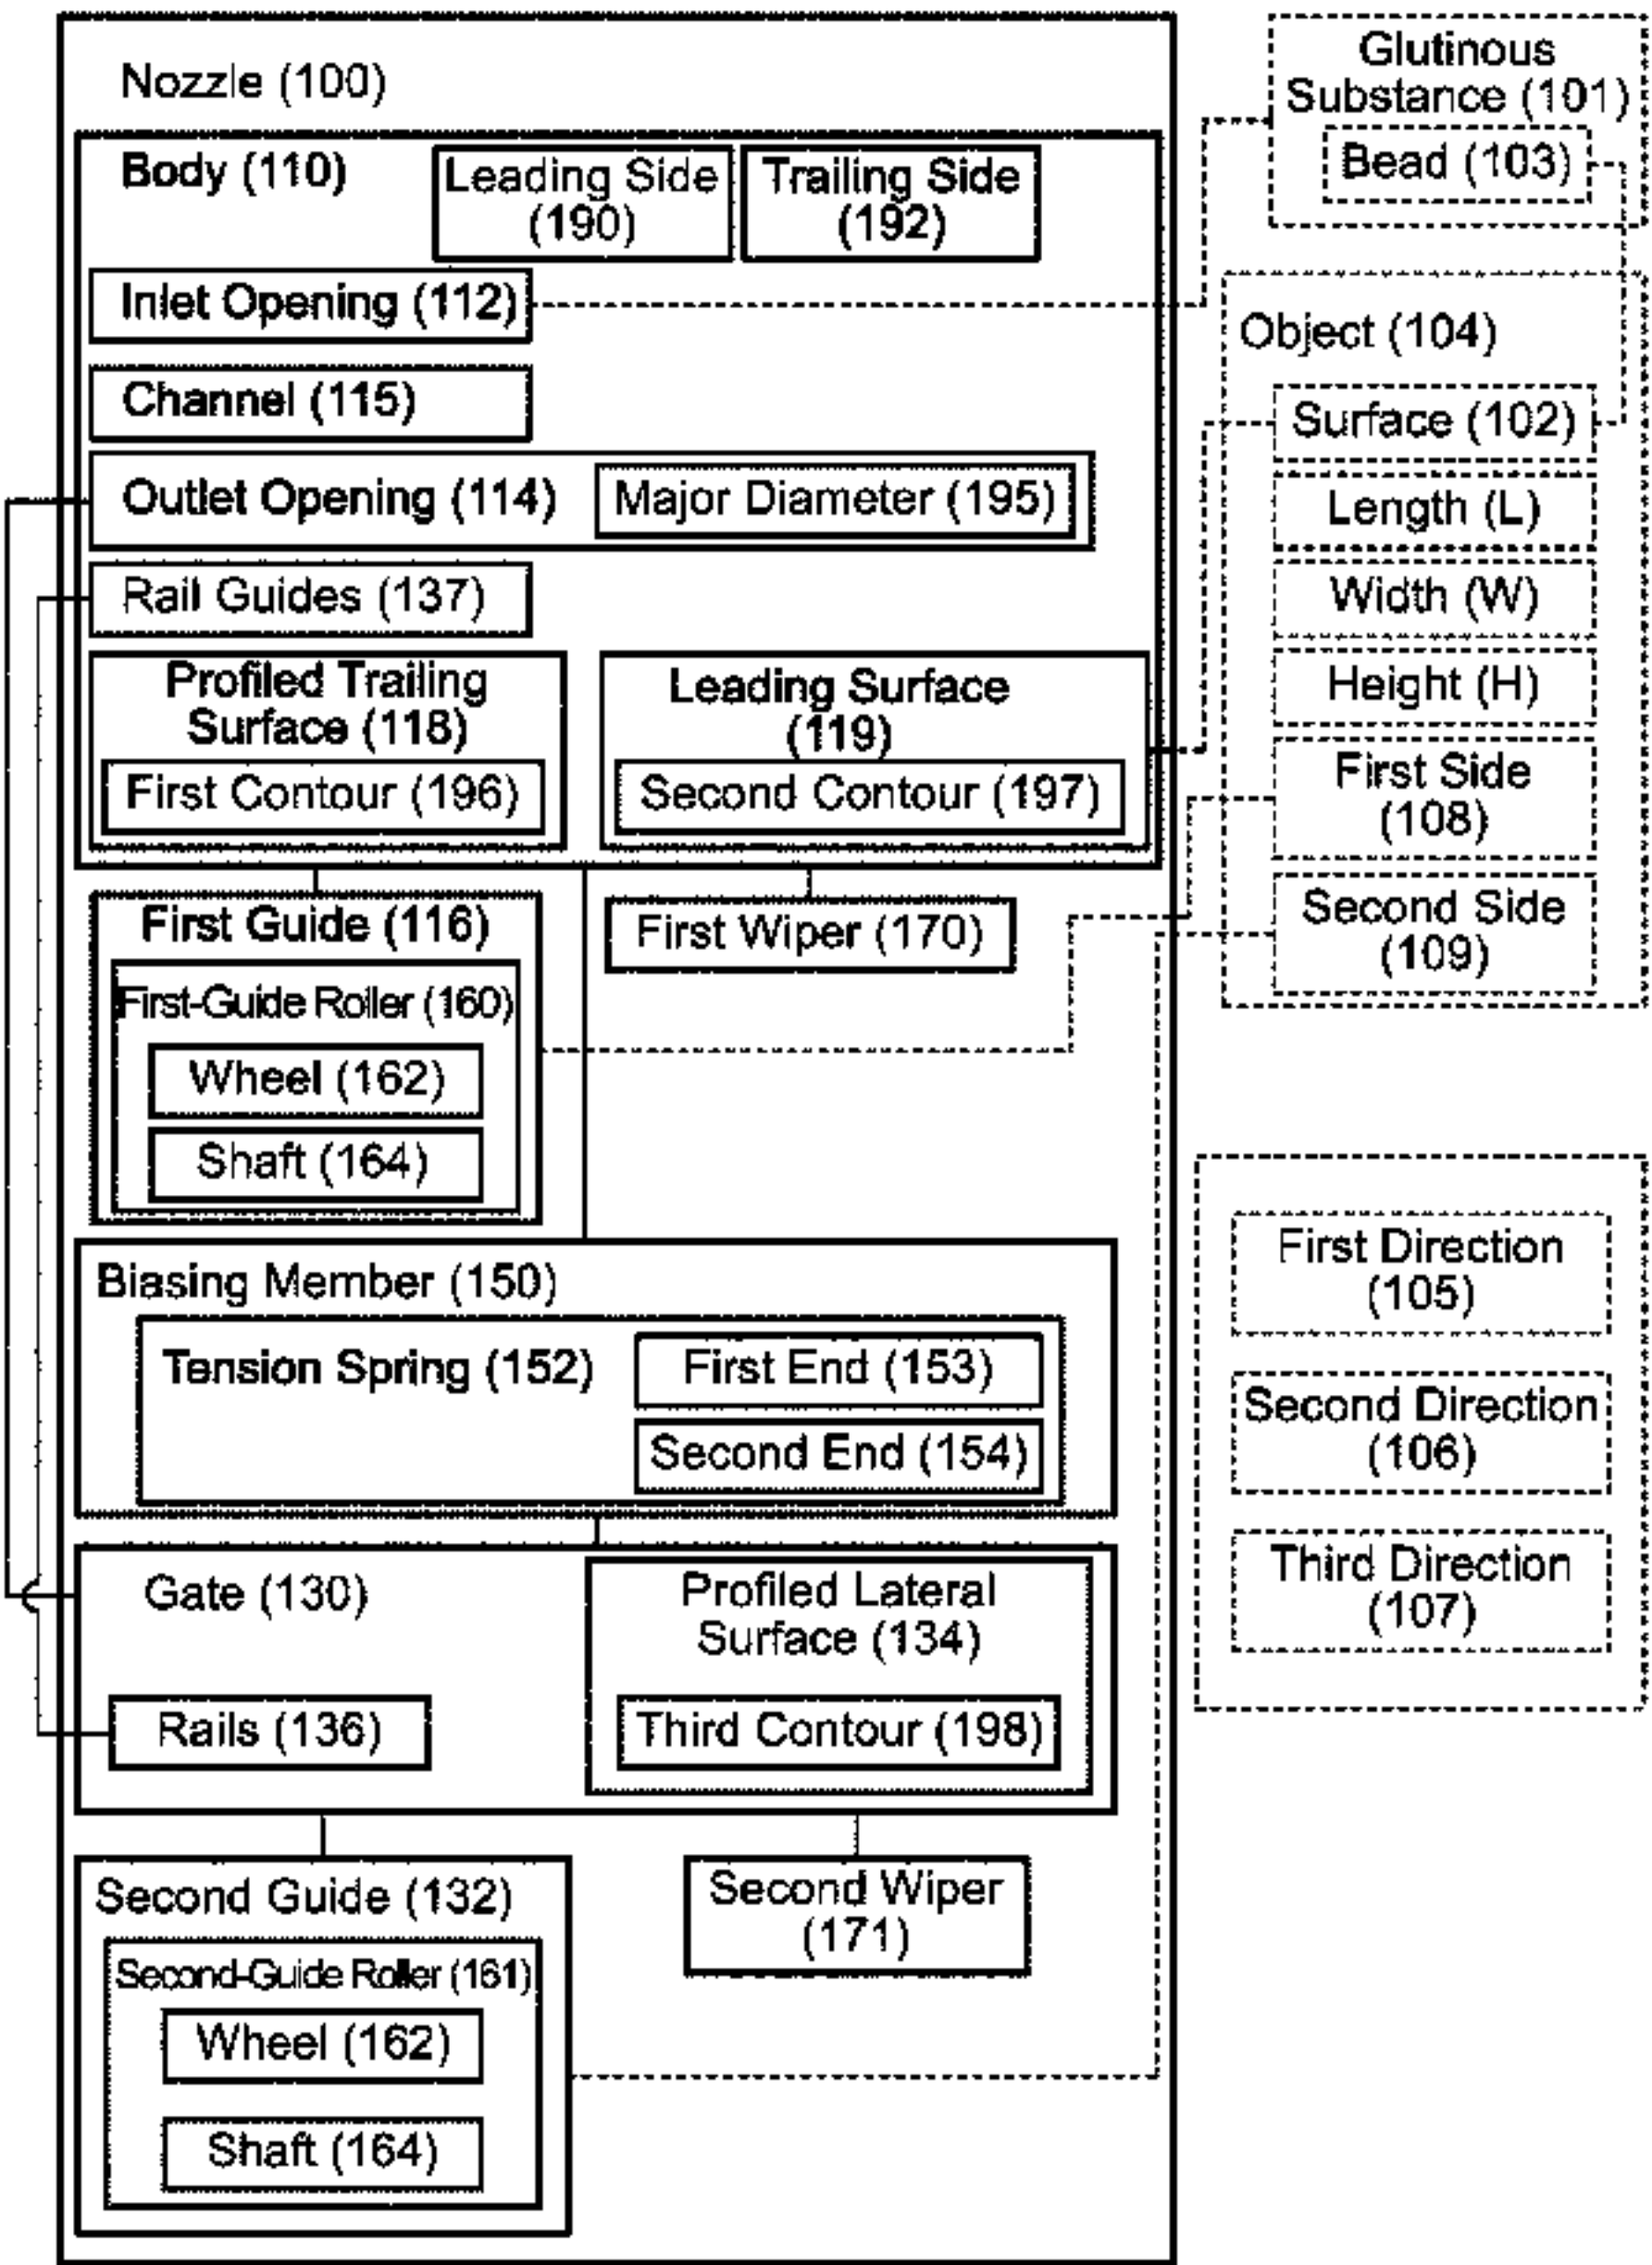 Nozzle (100)
Body (110)
Leading Side
(190)
Trailing Side
(192)
Inlet Opening (112)
Channel (115)
Outlet Opening (114)
Major Diameter (195)
Rail Guides (137)
Profiled Trailing
Surface (118)
First Contour (196)
Leading Surface
(119)
Second Contour (197)
First Guide (116)
First-Guide Roller (160)
Wheel (162)
Shaft (164)
First Wiper (170)
Biasing Member (150)
Tension Spring (152)
First End (153)
Second End (154)
Gate (130)
Profiled Lateral
Surface (134)
Rails (136)
Third Contour (198)
Second Guide (132)
Second-Guide Roller (161)
Wheel (162)
Shaft (164)
Second Wiper
(171)
Glutinous
Substance (101)
Bead (103)
Object (104)
Surface (102)
Length (L)
Width (W)
Height (H)
First Side
(108)
Second Side
(109)
First Direction
(105)
Second Direction
(106)
Third Direction
(107)